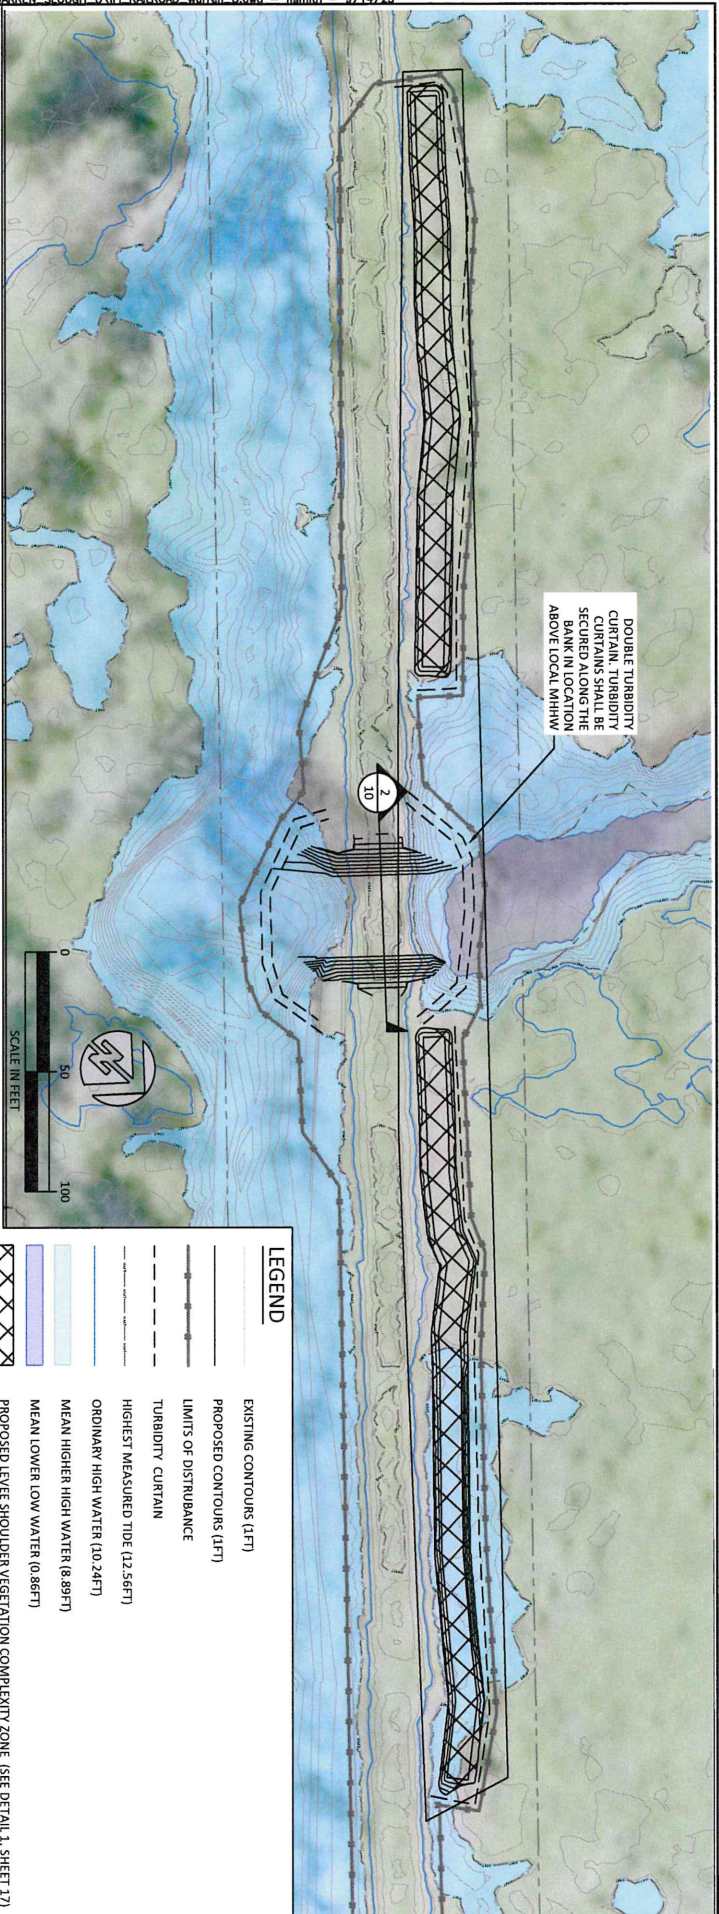 DOUBLE TURBIDITY
CURTAIN. TURBIDITY
CURTAINS SHALL BE
SECURED ALONG THE
BANK IN LOCATION
ABOVE LOCAL MHHW
2
10
0
50
100
SCALE IN FEET
LEGEND
EXISTING CONTOURS (1FT)
PROPOSED CONTOURS (1FT)
LIMITS OF DISTRUBANCE
TURBIDITY CURTAIN
HIGHEST MEASURED TIDE (12.56FT)
ORDINARY HIGH WATER (10.24FT)
MEAN HIGHER HIGH WATER (8.89FT)
MEAN LOWER LOW WATER (0.86FT)
PROPOSED LEVEE SHOULDER VEGETATION COMPLEXITY ZONE (SEE DETAIL 1, SHEET 17)